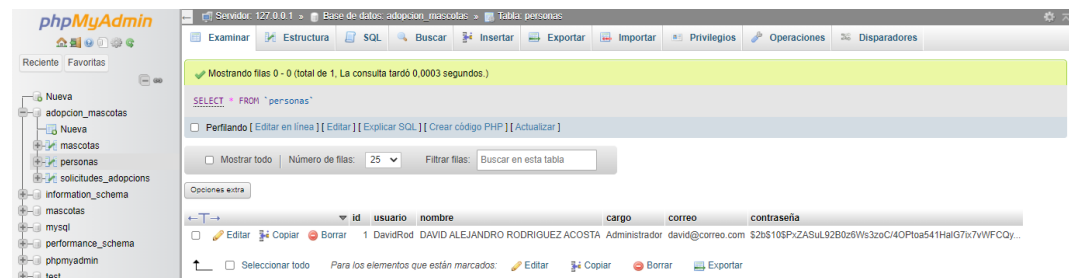 phpMyAdmin
Reciente Favoritas
Nueva
adopcion_mascotas
Nueva
mascotas
personas
solicitudes_adopcions
information_schema
mascotas
mysql
performance_schema
phpmyadmin
test
Servidor: 127.0.0.1 » Base de datos: adopcion_mascotas » Tabla: personas
Examinar Estructura SQL Buscar Insertar Exportar Importar Privilegios Operaciones Disparadores
Mostrando filas 0 - 0 (total de 1, La consulta tardó 0,0003 segundos.)
SELECT * FROM `personas`
Perfilando [ Editar en línea ] [ Editar ] [ Explicar SQL ] [ Crear código PHP ] [ Actualizar ]
Mostrar todo | Número de filas: 25 Filtrar filas: Buscar en esta tabla
Opciones extra
←T→ id usuario nombre cargo correo contraseña
Editar Copiar Borrar 1 DavidRod DAVID ALEJANDRO RODRIGUEZ ACOSTA Administrador david@correo.com $2b$10$PxZASuL92B0z6Ws3zoC/4OPtoa541HalG7ix7vWFCQy...
Seleccionar todo Para los elementos que están marcados: Editar Copiar Borrar Exportar